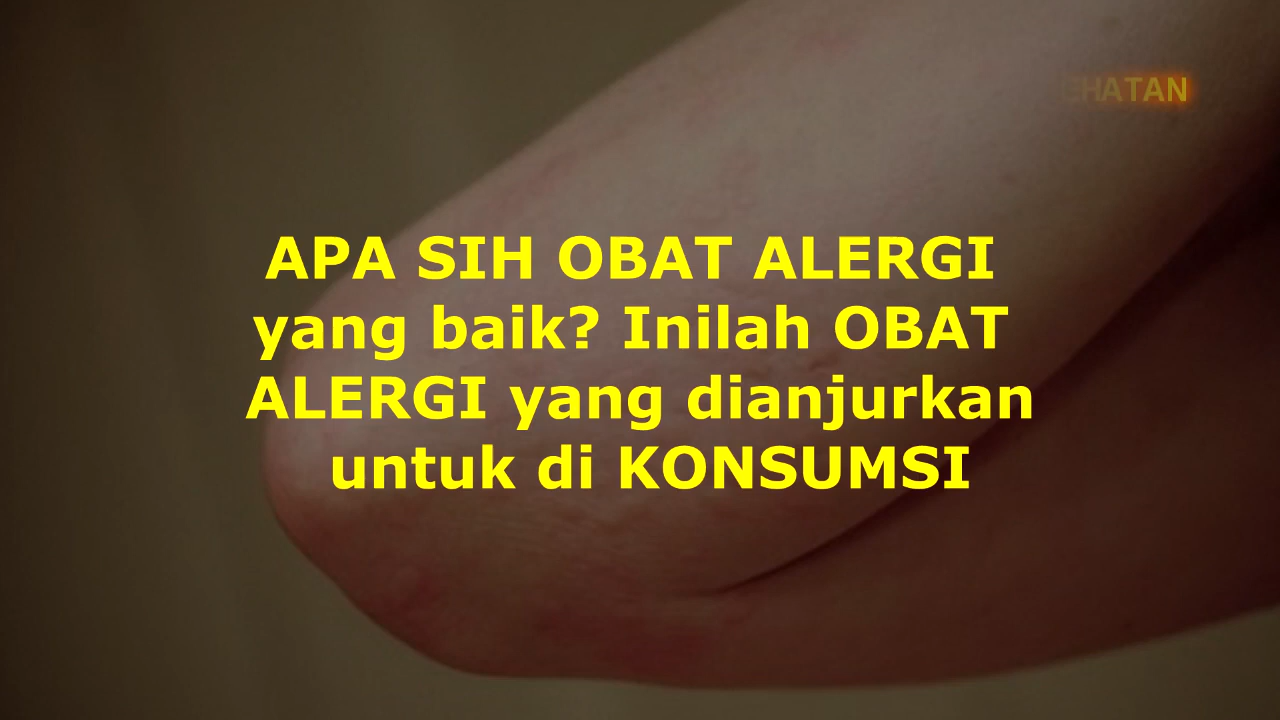 HATAN
APA SIH OBAT ALERGI
yang baik? Inilah OBAT
ALERGI yang dianjurkan
untuk di KONSUMSI